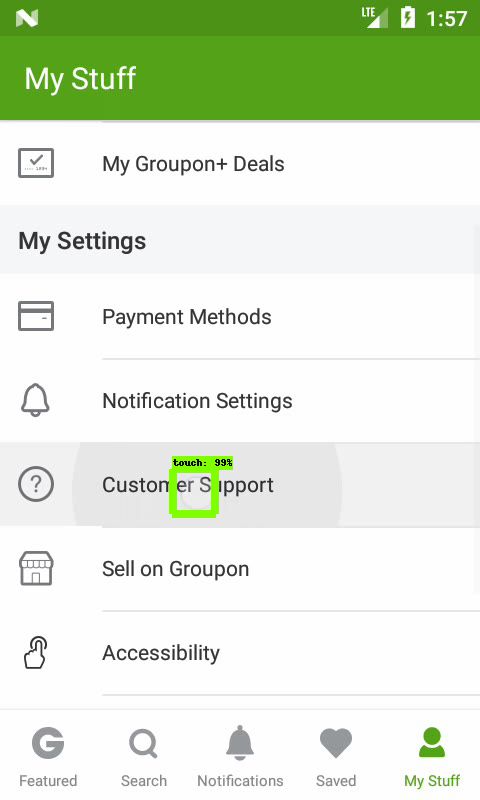 LTE 1:57
My Stuff
My Groupon+ Deals
My Settings
Payment Methods
Notification Settings
touch: 99%
Customer Support
Sell on Groupon
Accessibility
Featured Search Notifications Saved My Stuff